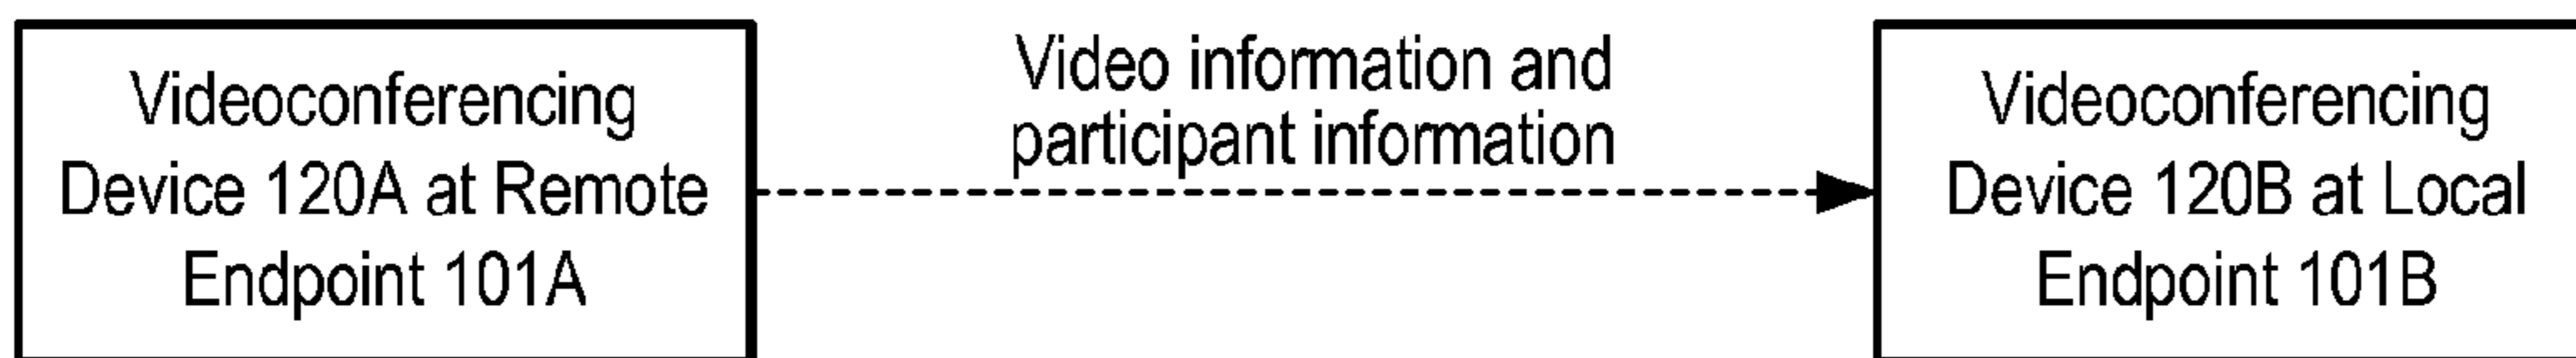 Videoconferencing
Device 120A at Remote
Endpoint 101A
Video information and
participant information
Videoconferencing
Device 120B at Local
Endpoint 101B